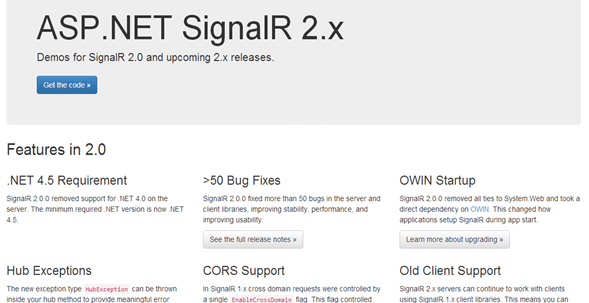 ASP.NET SignalR 2.x
Demos for SignalR 2.0 and upcoming 2.x releases.
Get the code »
Features in 2.0
.NET 4.5 Requirement
SignalR 2.0.0 removed support for .NET 4.0 on
the server. The minimum required .NET version is now .NET
4.5.
>50 Bug Fixes
SignalR 2.0.0 fixed more than 50 bugs in the server and
client libraries, improving stability, performance, and
improving usability.
See the full release notes »
OWIN Startup
SignalR 2.0.0 removed all ties to System.Web and took a
direct dependency on OWIN. This changed how
applications setup SignalR during app start.
Learn more about upgrading »
Hub Exceptions
The new exception type HubException can be thrown
inside your hub method to provide meaningful error
CORS Support
In SignalR 1.x cross domain requests were controlled by
a single EnableCrossDomain flag. This flag controlled
Old Client Support
SignalR 2.x servers can continue to work with clients
using SignalR 1.x client libraries. This means you can